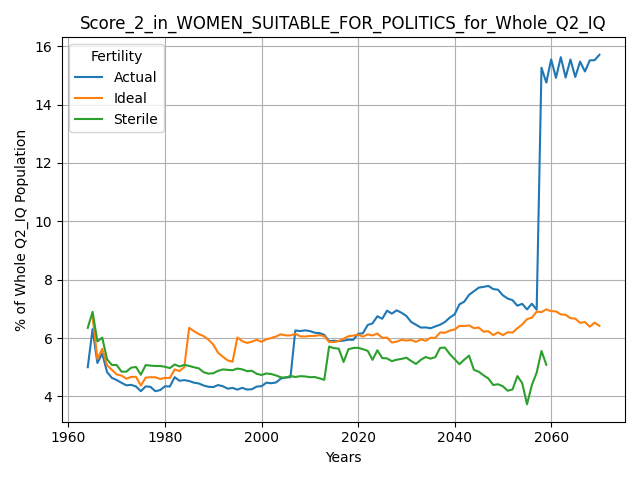 Score_2_in_WOMEN_SUITABLE_FOR_POLITICS_for_Whole_Q2_IQ
Fertility
Actual
Ideal
Sterile
% of Whole Q2_IQ Population
16
14
12
10
8
6
4
1960 1980 2000 2020 2040 2060
Years